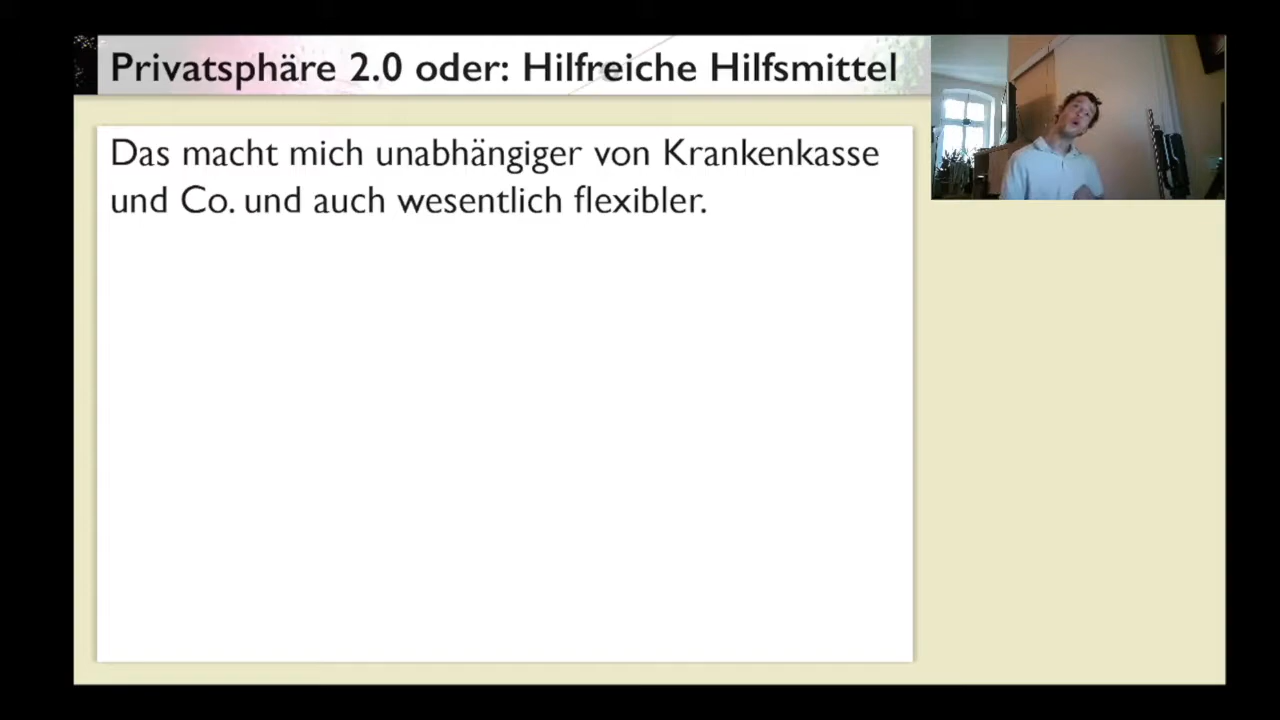 Privatsphäre 2.0 oder: Hilfreiche Hilfsmittel
Das macht mich unabhängiger von Krankenkasse
und Co. und auch wesentlich flexibler.